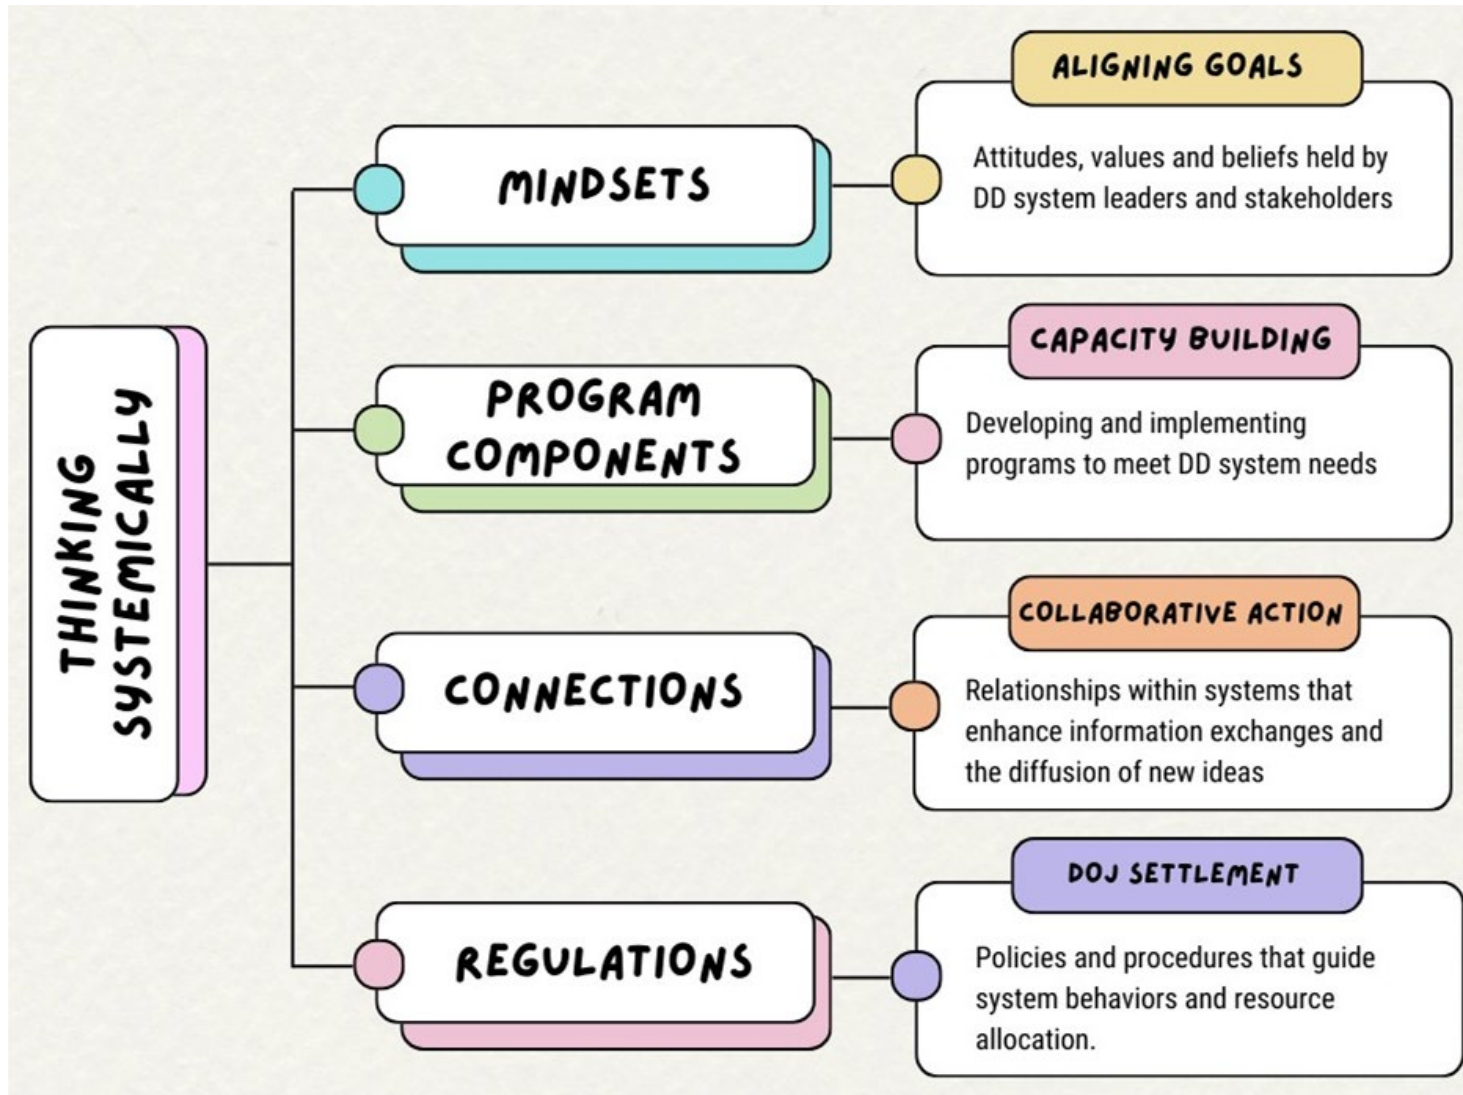 THINKING
SYSTEMICALLY
MINDSETS
ALIGNING GOALS
Attitudes, values and beliefs held by
DD system leaders and stakeholders
PROGRAM
COMPONENTS
CAPACITY BUILDING
Developing and implementing
programs to meet DD system needs
CONNECTIONS
COLLABORATIVE ACTION
Relationships within systems that
enhance information exchanges and
the diffusion of new ideas
REGULATIONS
DOJ SETTLEMENT
Policies and procedures that guide
system behaviors and resource
allocation.